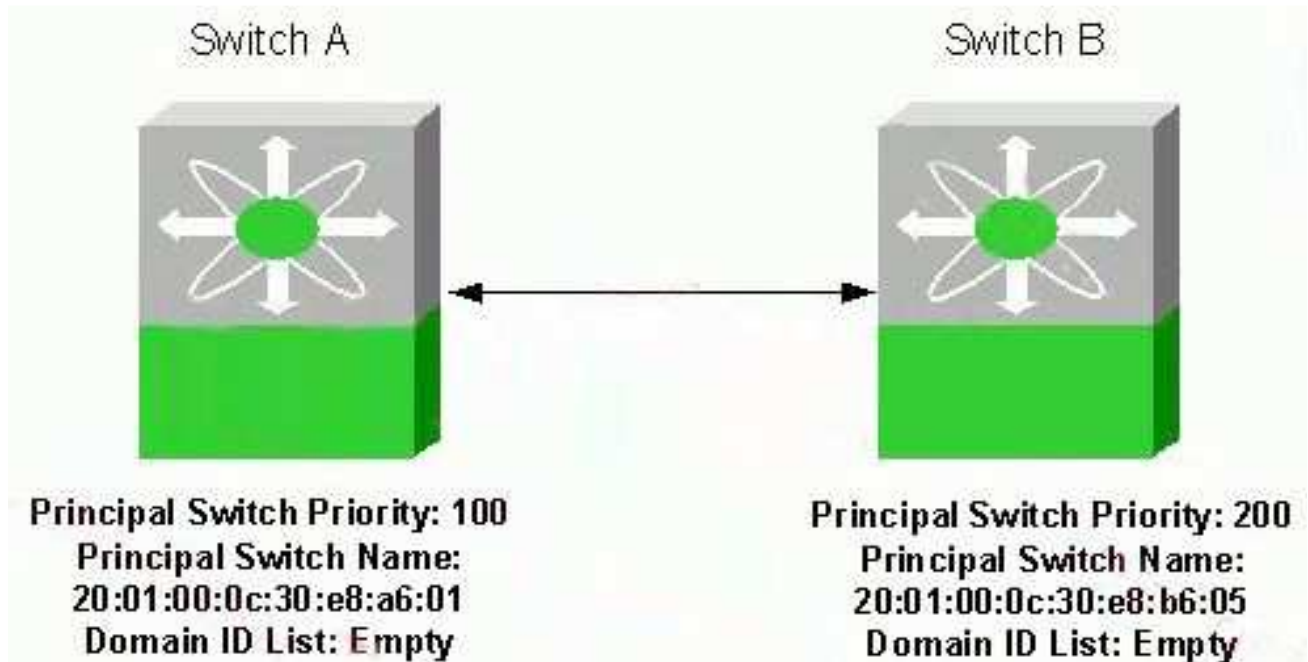 Switch A
Switch B
Principal Switch Priority: 100
Principal Switch Name:
20:01:00:0c:30:e8:a6:01
Domain ID List: Empty
Principal Switch Priority: 200
Principal Switch Name:
20:01:00:0c:30:e8:b6:05
Domain ID List: Empty